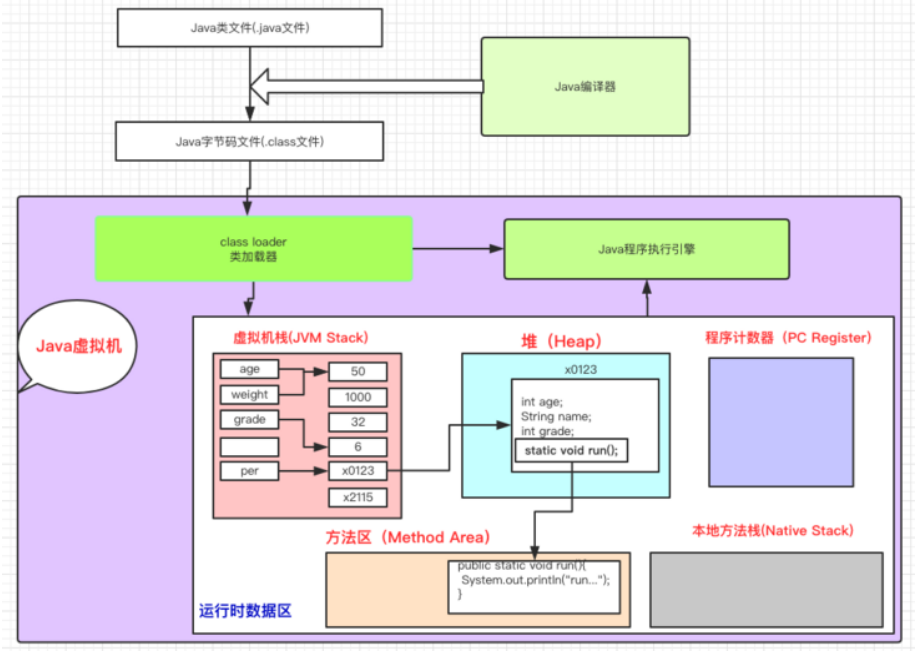 Java类文件(.java文件)
Java编译器
Java字节码文件(.class文件)
class loader
类加载器
Java程序执行引擎
Java虚拟机
虚拟机栈(JVM Stack)
age
weight
grade
per
50
1000
32
6
x0123
x2115
堆（Heap）
x0123
int age;
String name;
int grade;
static void run();
程序计数器（PC Register）
方法区（Method Area）
public static void run(){
System.out.println("run...");
}
本地方法栈(Native Stack)
运行时数据区